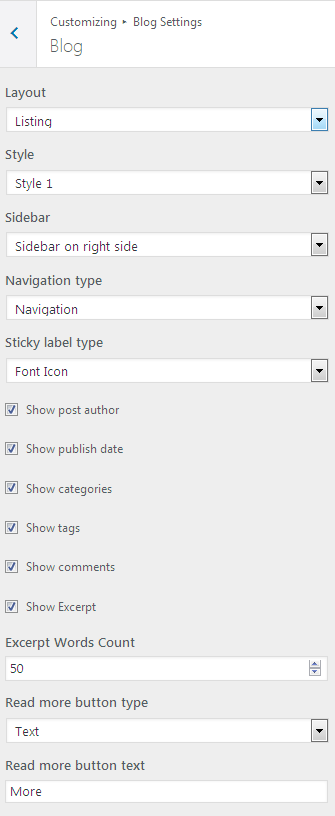 Customizing ▸ Blog Settings
Blog
Layout
Listing
Style
Style 1
Sidebar
Sidebar on right side
Navigation type
Navigation
Sticky label type
Font Icon
Show post author
Show publish date
Show categories
Show tags
Show comments
Show Excerpt
Excerpt Words Count
50
Read more button type
Text
Read more button text
More